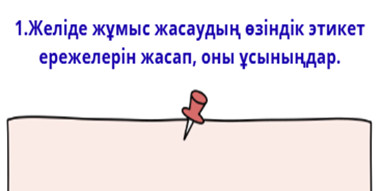 1.Желіде жұмыс жасаудың өзіндік этикет
ережелерін жасап, оны ұсыныңдар.